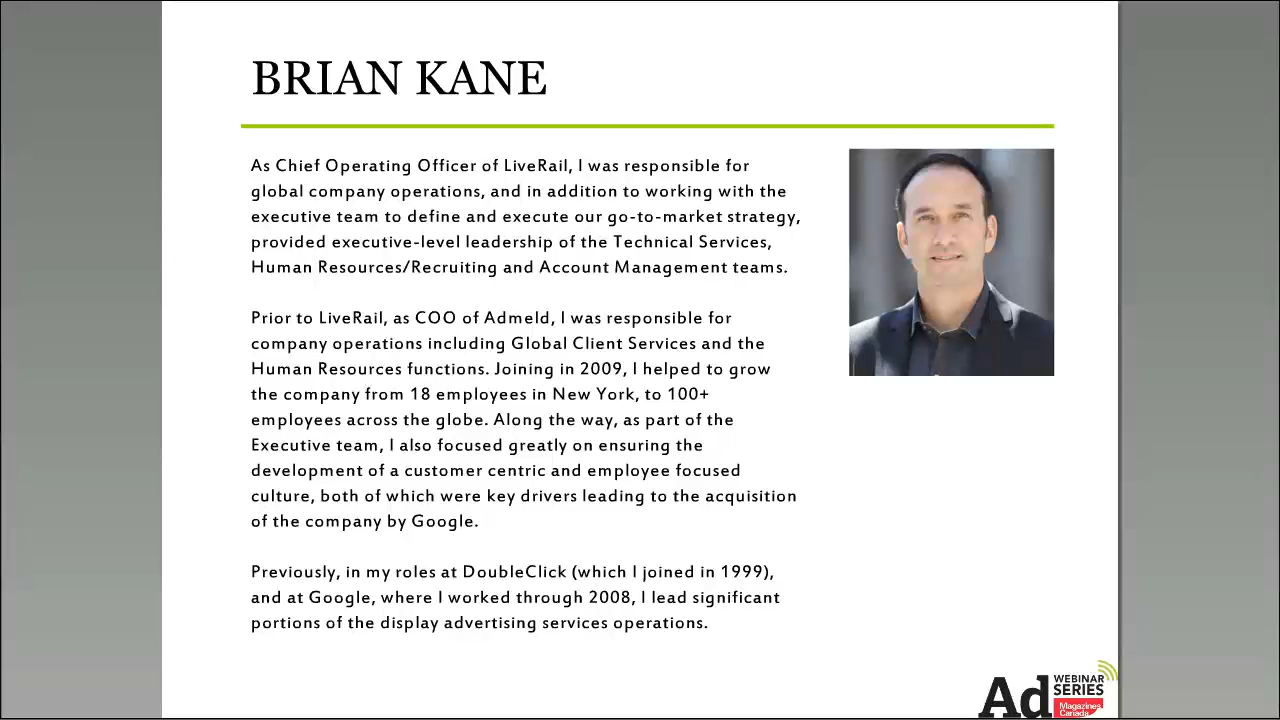 BRIAN KANE
As Chief Operating Officer of LiveRail, I was responsible for
global company operations, and in addition to working with the
executive team to define and execute our go-to-market strategy,
provided executive-level leadership of the Technical Services,
Human Resources/Recruiting and Account Management teams.
Prior to LiveRail, as COO of Admeld, I was responsible for
company operations including Global Client Services and the
Human Resources functions. Joining in 2009, I helped to grow
the company from 18 employees in New York, to 100+
employees across the globe. Along the way, as part of the
Executive team, I also focused greatly on ensuring the
development of a customer centric and employee focused
culture, both of which were key drivers leading to the acquisition
of the company by Google.
Previously, in my roles at DoubleClick (which I joined in 1999),
and at Google, where I worked through 2008, I lead significant
portions of the display advertising services operations.
Ad
WEBINAR
SERIES
Magazines
Canada